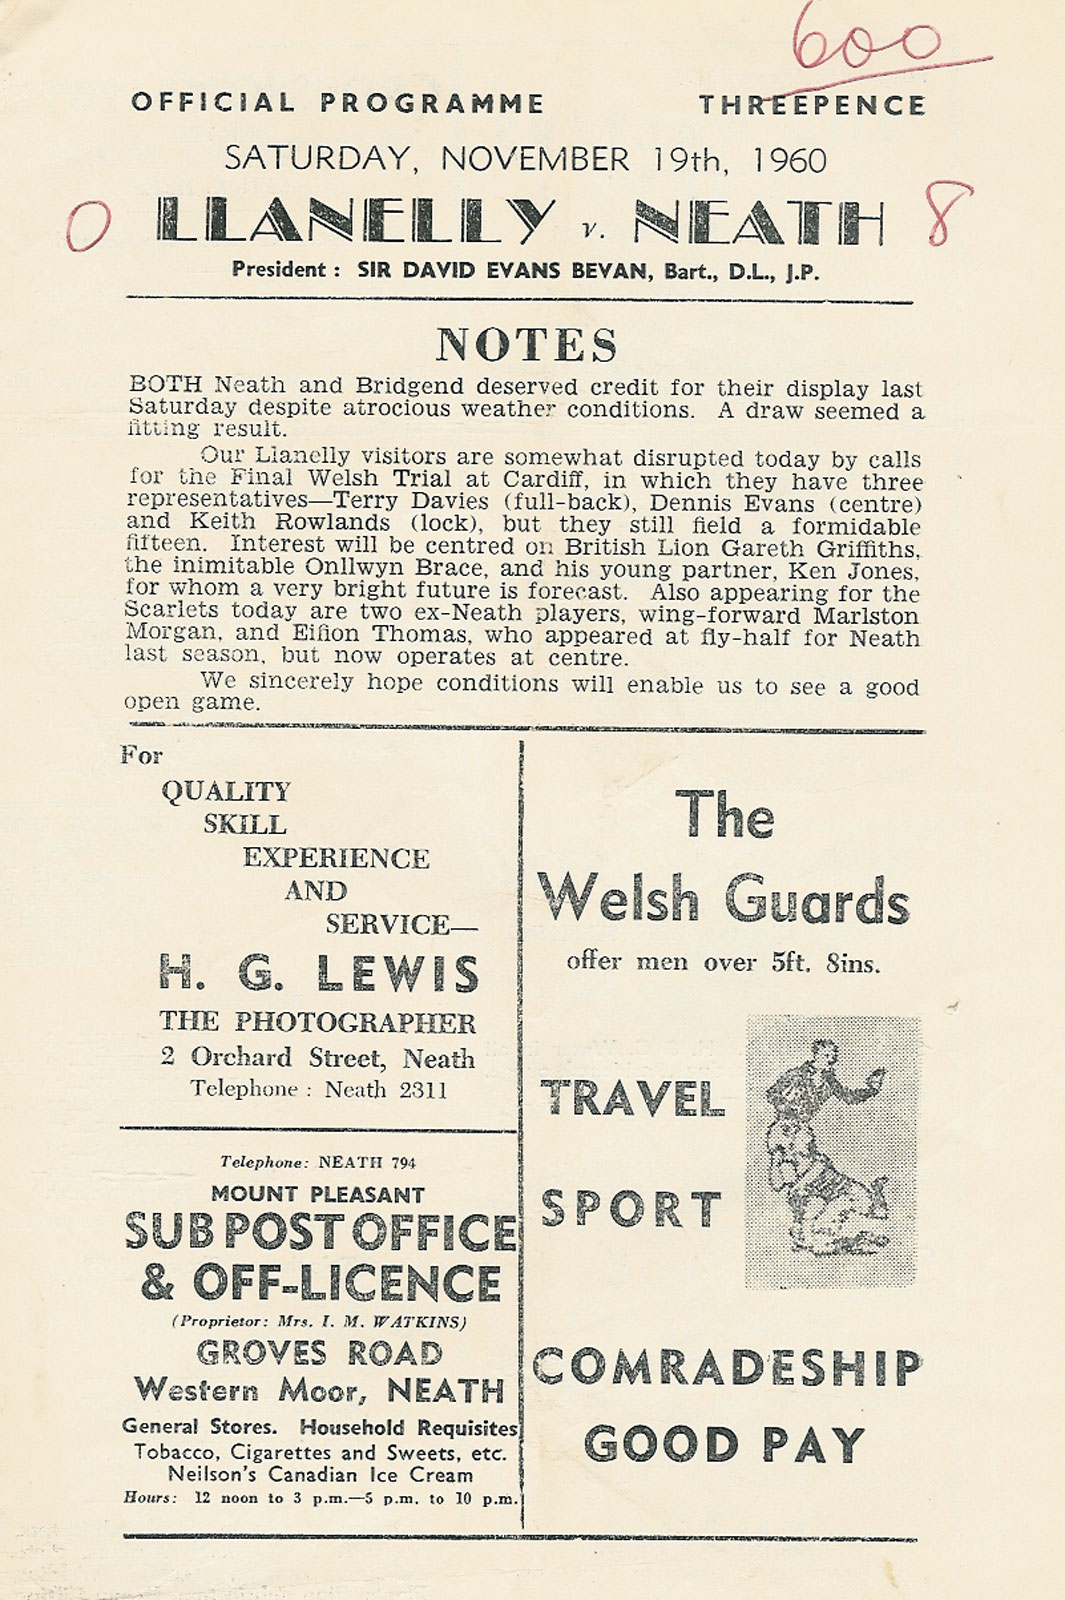 600
OFFICIAL PROGRAMME THREEPENCE
SATURDAY, NOVEMBER 19th, 1960
0 LLANELLY v. NEATH 8
President : SIR DAVID EVANS BEVAN, Bart., D.L., J.P.
NOTES
BOTH Neath and Bridgend deserved credit for their display last
Saturday despite atrocious weather conditions. A draw seemed a
fitting result.
Our Llanelly visitors are somewhat disrupted today by calls
for the Final Welsh Trial at Cardiff, in which they have three
representatives—Terry Davies (full-back), Dennis Evans (centre)
and Keith Rowlands (lock), but they still field a formidable
fifteen. Interest will be centred on British Lion Gareth Griffiths,
the inimitable Onllwyn Brace, and his young partner, Ken Jones,
for whom a very bright future is forecast. Also appearing for the
Scarlets today are two ex-Neath players, wing-forward Marlston
Morgan, and Eifion Thomas, who appeared at fly-half for Neath
last season, but now operates at centre.
We sincerely hope conditions will enable us to see a good
open game.
For
QUALITY
SKILL
EXPERIENCE
AND
SERVICE—
H. G. LEWIS
THE PHOTOGRAPHER
2 Orchard Street, Neath
Telephone : Neath 2311
Telephone: NEATH 794
MOUNT PLEASANT
SUB POST OFFICE
& OFF-LICENCE
(Proprietor: Mrs. I. M. WATKINS)
GROVES ROAD
Western Moor, NEATH
General Stores. Household Requisites
Tobacco, Cigarettes and Sweets, etc.
Neilson's Canadian Ice Cream
Hours: 12 noon to 3 p.m.—5 p.m. to 10 p.m.
The
Welsh Guards
offer men over 5ft. 8ins.
TRAVEL
SPORT
COMRADESHIP
GOOD PAY